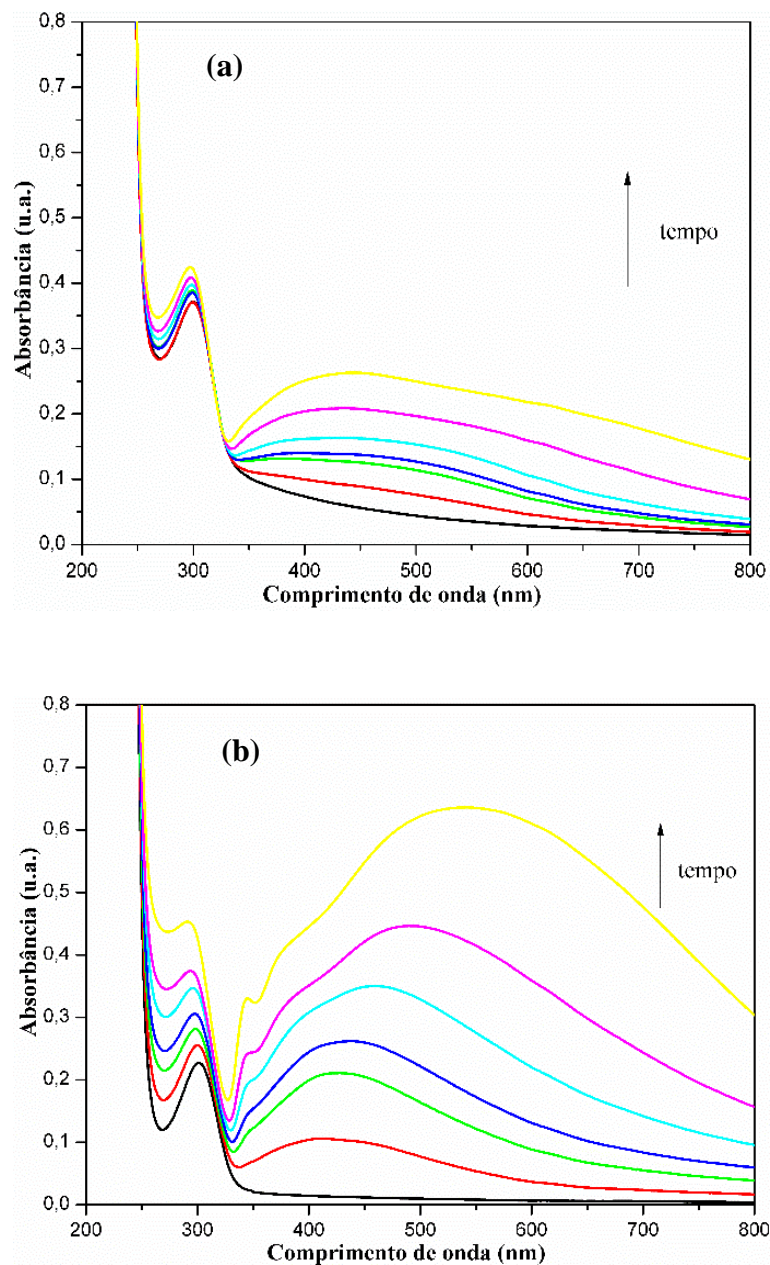 (a)
0,8
0,7
0,6
0,5
0,4
0,3
0,2
0,1
0,0
Absorbância (u.a.)
tempo
200 300 400 500 600 700 800
Comprimento de onda (nm)
(b)
0,8
0,7
0,6
0,5
0,4
0,3
0,2
0,1
0,0
Absorbância (u.a.)
tempo
200 300 400 500 600 700 800
Comprimento de onda (nm)